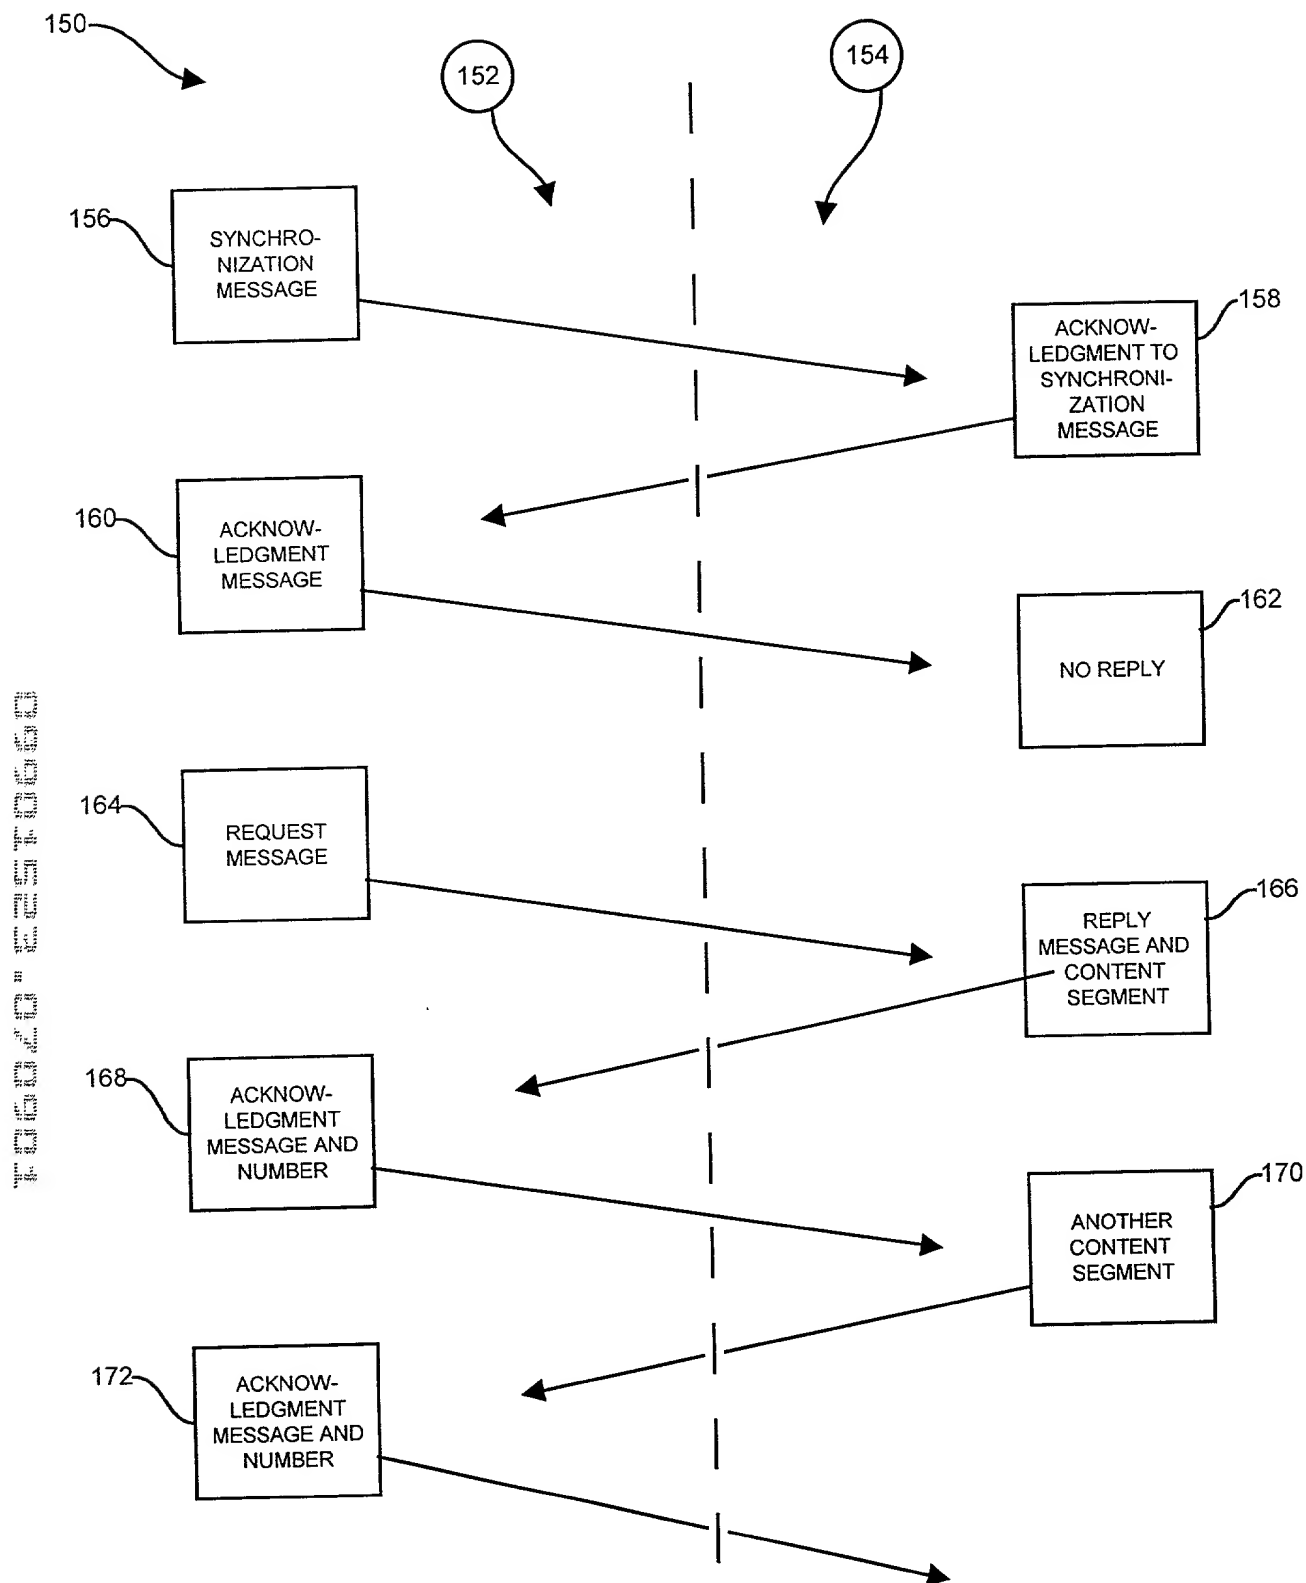 150
152
154
156
SYNCHRO-
NIZATION
MESSAGE
158
ACKNOW-
LEDGMENT TO
SYNCHRONI-
ZATION
MESSAGE
160
ACKNOW-
LEDGMENT
MESSAGE
162
NO REPLY
164
REQUEST
MESSAGE
166
REPLY
MESSAGE AND
CONTENT
SEGMENT
168
ACKNOW-
LEDGMENT
MESSAGE AND
NUMBER
170
ANOTHER
CONTENT
SEGMENT
172
ACKNOW-
LEDGMENT
MESSAGE AND
NUMBER
09901523.070901